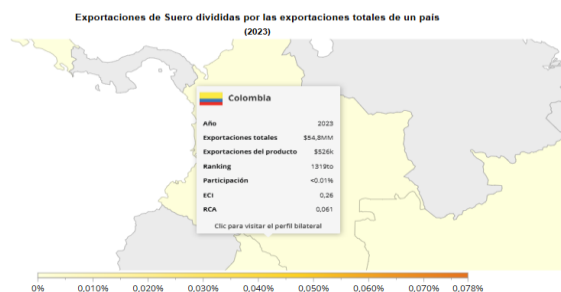 Exportaciones de Suero divididas por las exportaciones totales de un país
(2023)
Colombia
Año 2023
Exportaciones totales $54,8MM
Exportaciones del producto $526k
Ranking 1319to
Participación <0.01%
ECI 0,26
RCA 0,061
Clic para visitar el perfil bilateral
0% 0,010% 0,020% 0,030% 0,040% 0,050% 0,060% 0,070% 0,078%